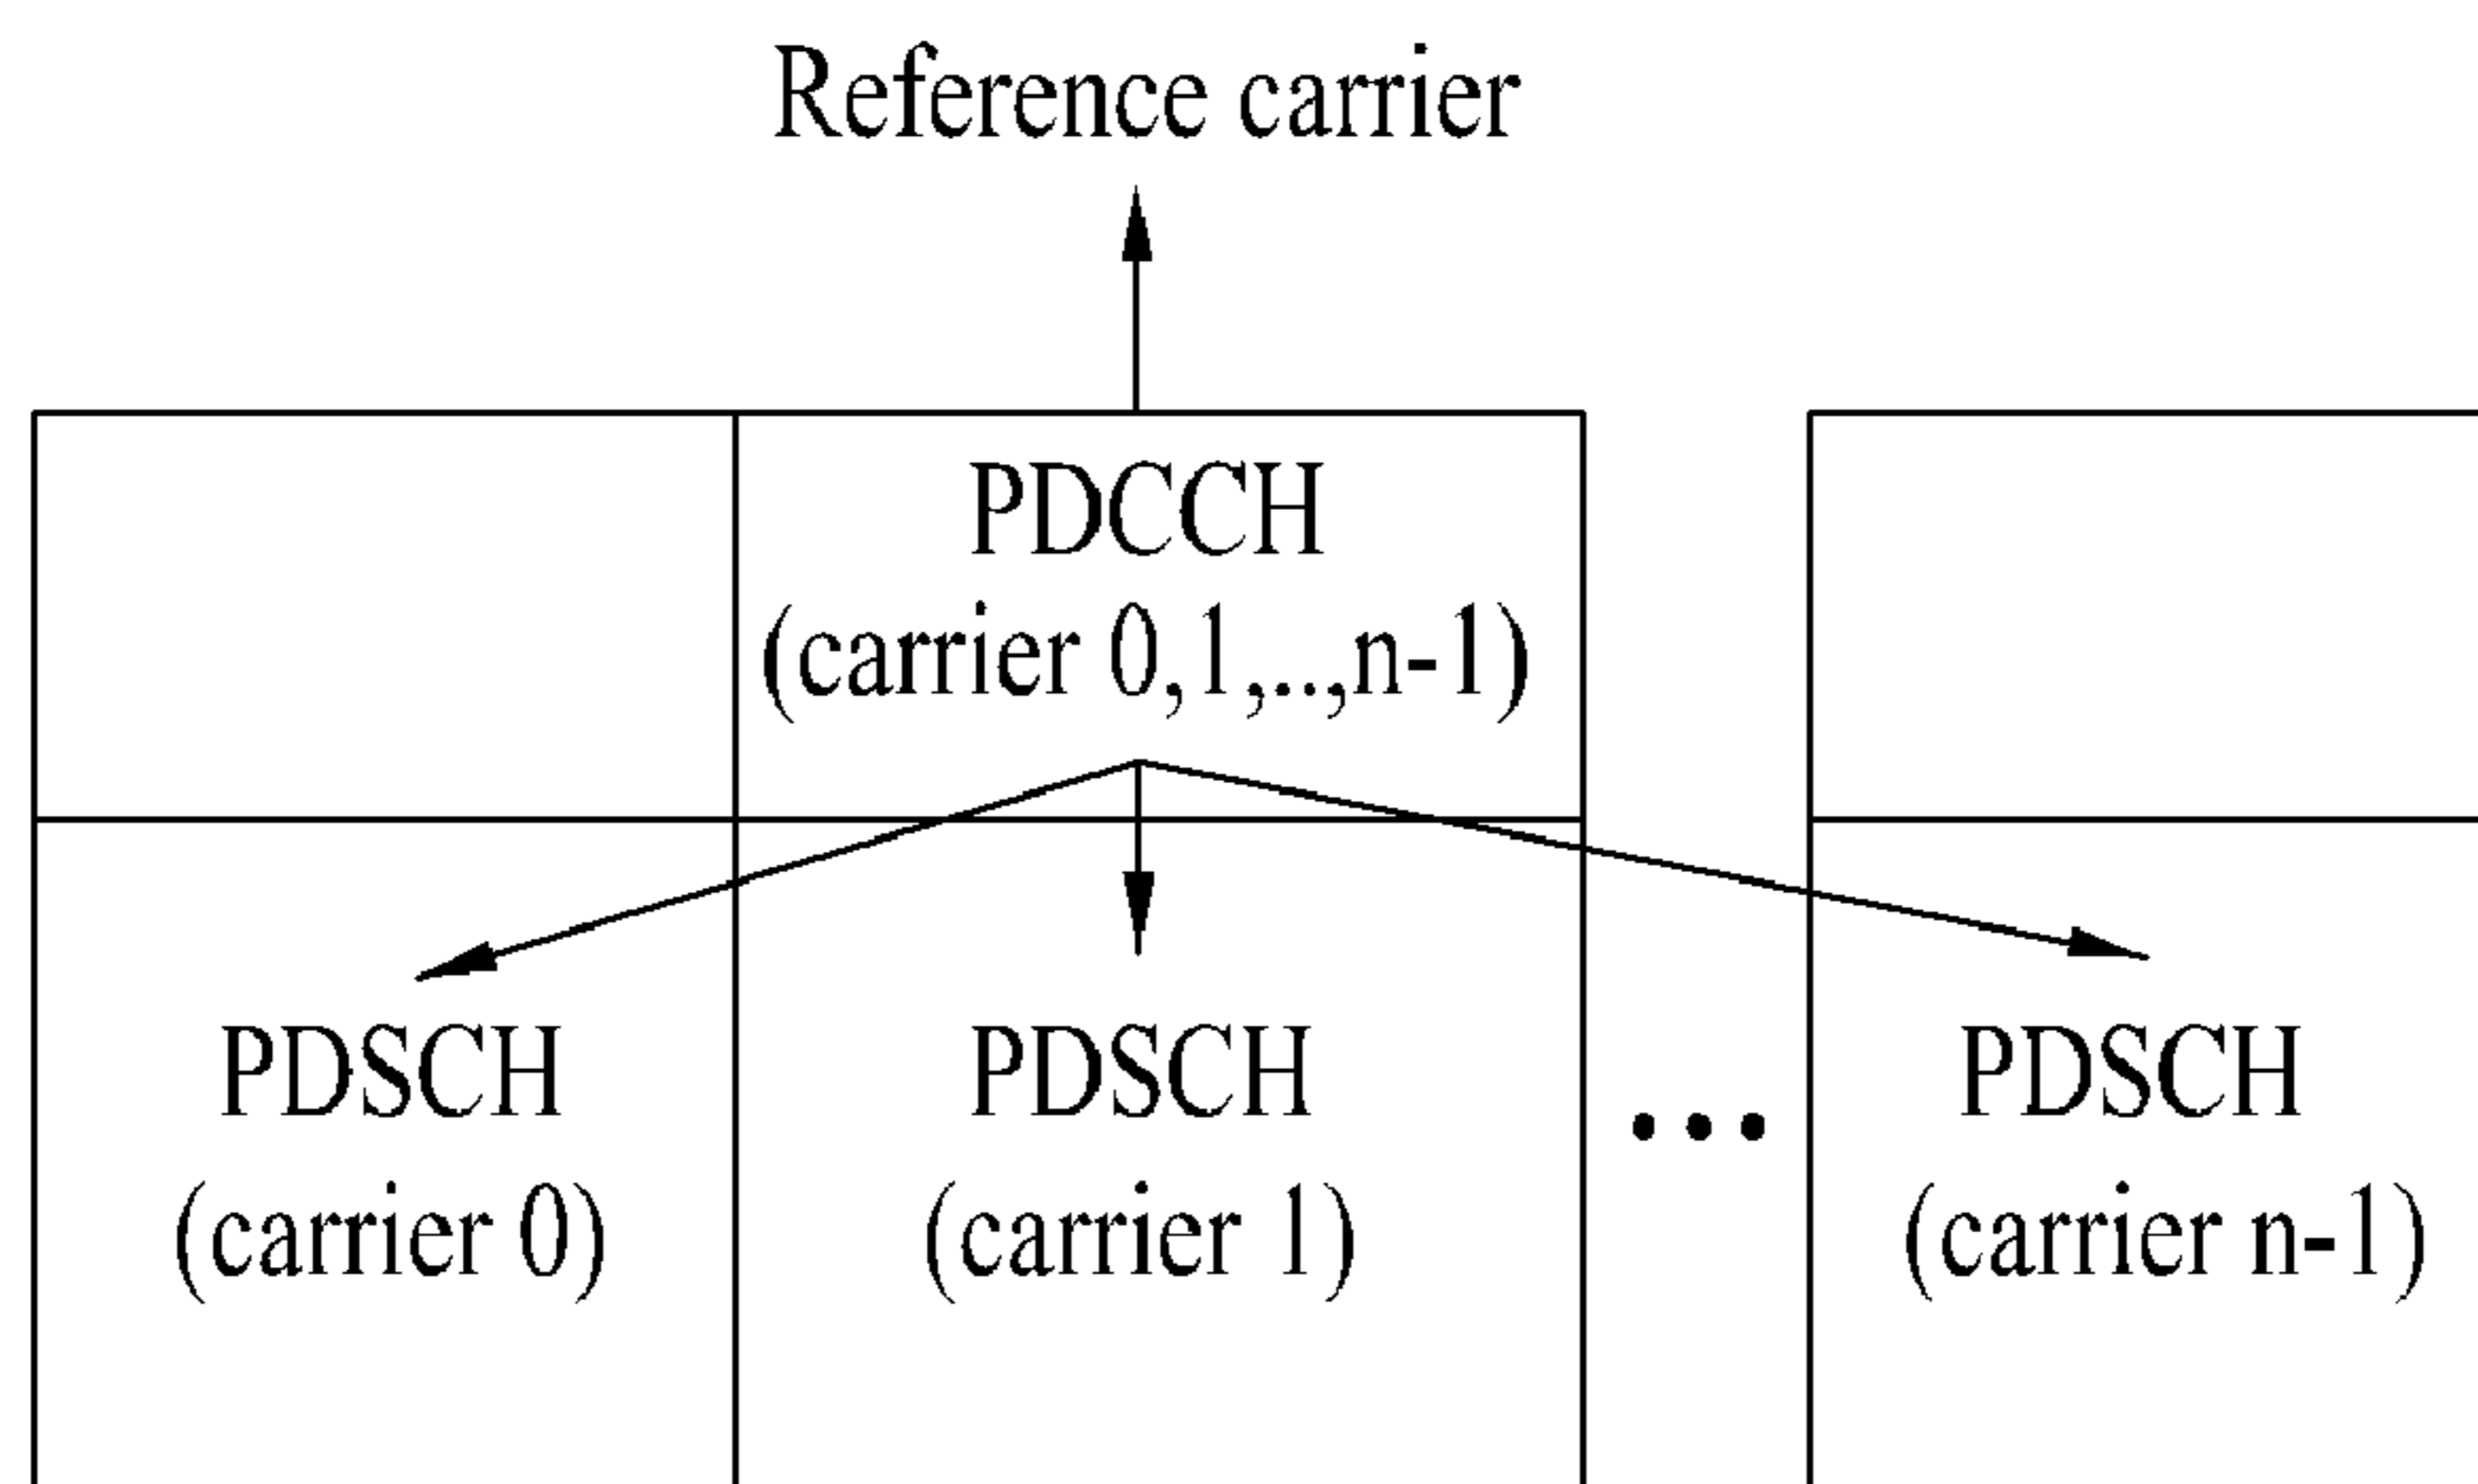 Reference carrier
PDCCH
(carrier 0,1,..,n-1)
PDSCH
(carrier 0)
PDSCH
(carrier 1)
...
PDSCH
(carrier n-1)